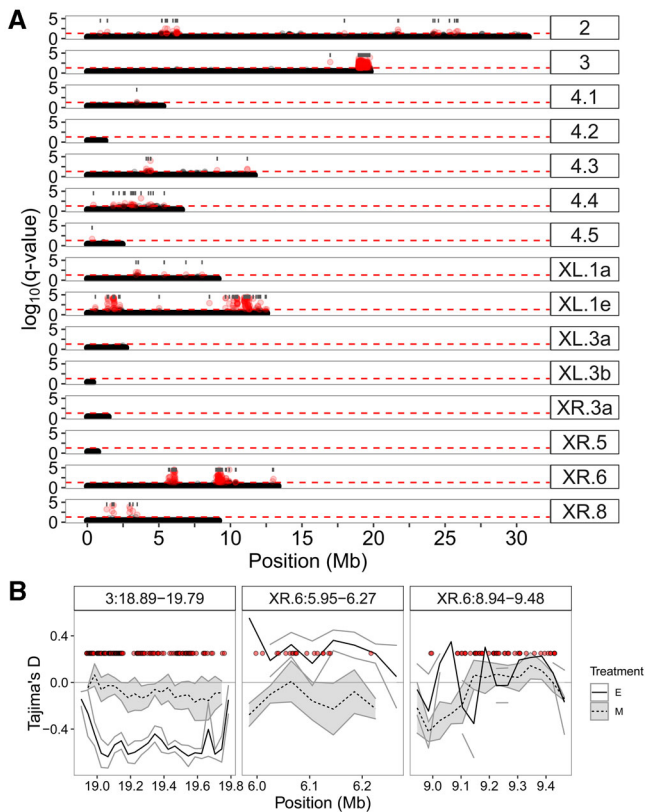 A
5
0
2
5
0
3
5
0
4.1
5
0
4.2
5
0
4.3
5
0
4.4
5
0
4.5
5
0
XL.1a
5
0
XL.1e
5
0
XL.3a
5
0
XL.3b
5
0
XR.3a
5
0
XR.5
5
0
XR.6
5
0
XR.8
log10(q-value)
0 5 10 15 20 25 30
Position (Mb)
B
3:18.89−19.79 XR.6:5.95−6.27 XR.6:8.94−9.48
Tajima's D
0.4
0.0
−0.4
Treatment
E
M
19.0 19.2 19.4 19.6 19.8 6.0 6.1 6.2 9.0 9.1 9.2 9.3 9.4
Position (Mb)